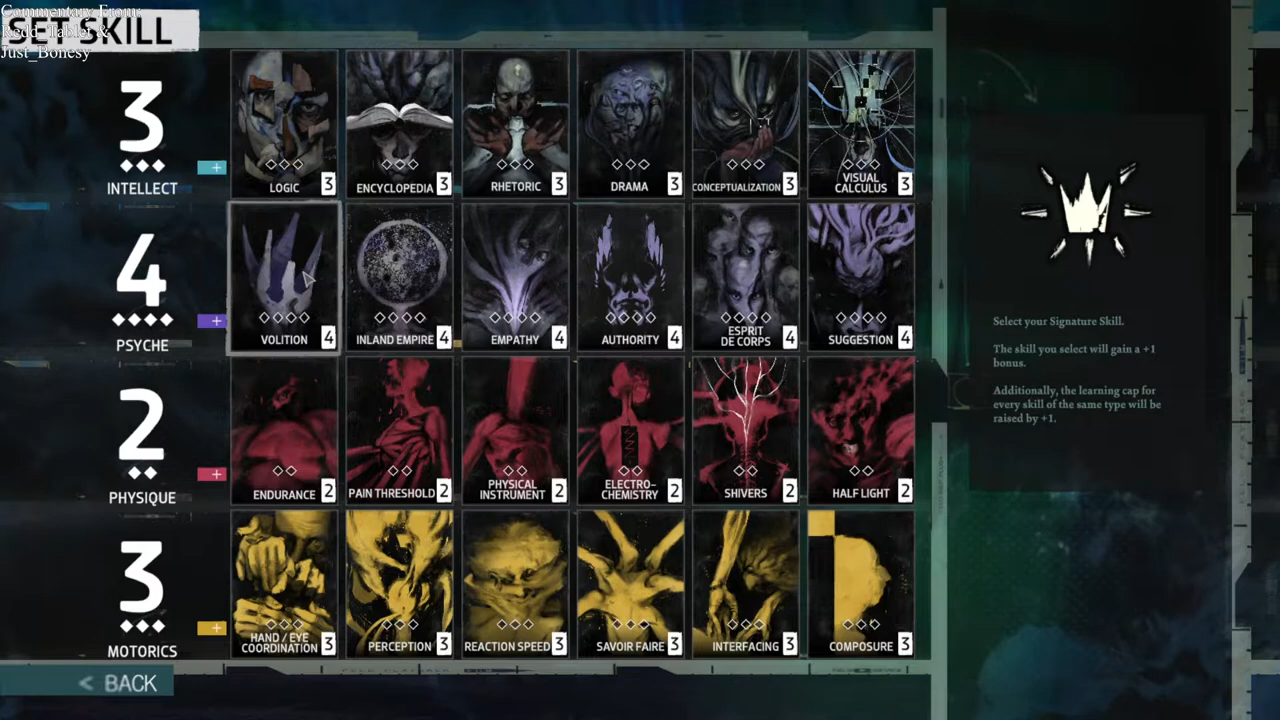 Commentary From:
Redd_Tablet &
Just_Bonesy
SET SKILL
3
INTELLECT
+
LOGIC 3
ENCYCLOPEDIA 3
RHETORIC 3
DRAMA 3
CONCEPTUALIZATION 3
VISUAL
CALCULUS 3
4
PSYCHE
+
VOLITION 4
INLAND EMPIRE 4
EMPATHY 4
AUTHORITY 4
ESPRIT
DE CORPS 4
SUGGESTION 4
2
PHYSIQUE
+
ENDURANCE 2
PAIN THRESHOLD 2
PHYSICAL
INSTRUMENT 2
ELECTRO-
CHEMISTRY 2
SHIVERS 2
HALF LIGHT 2
3
MOTORICS
+
HAND / EYE
COORDINATION 3
PERCEPTION 3
REACTION SPEED 3
SAVOIR FAIRE 3
INTERFACING 3
COMPOSURE 3
< BACK
Select your Signature Skill.
The skill you select will gain a +1
bonus.
Additionally, the learning cap for
every skill of the same type will be
raised by +1.